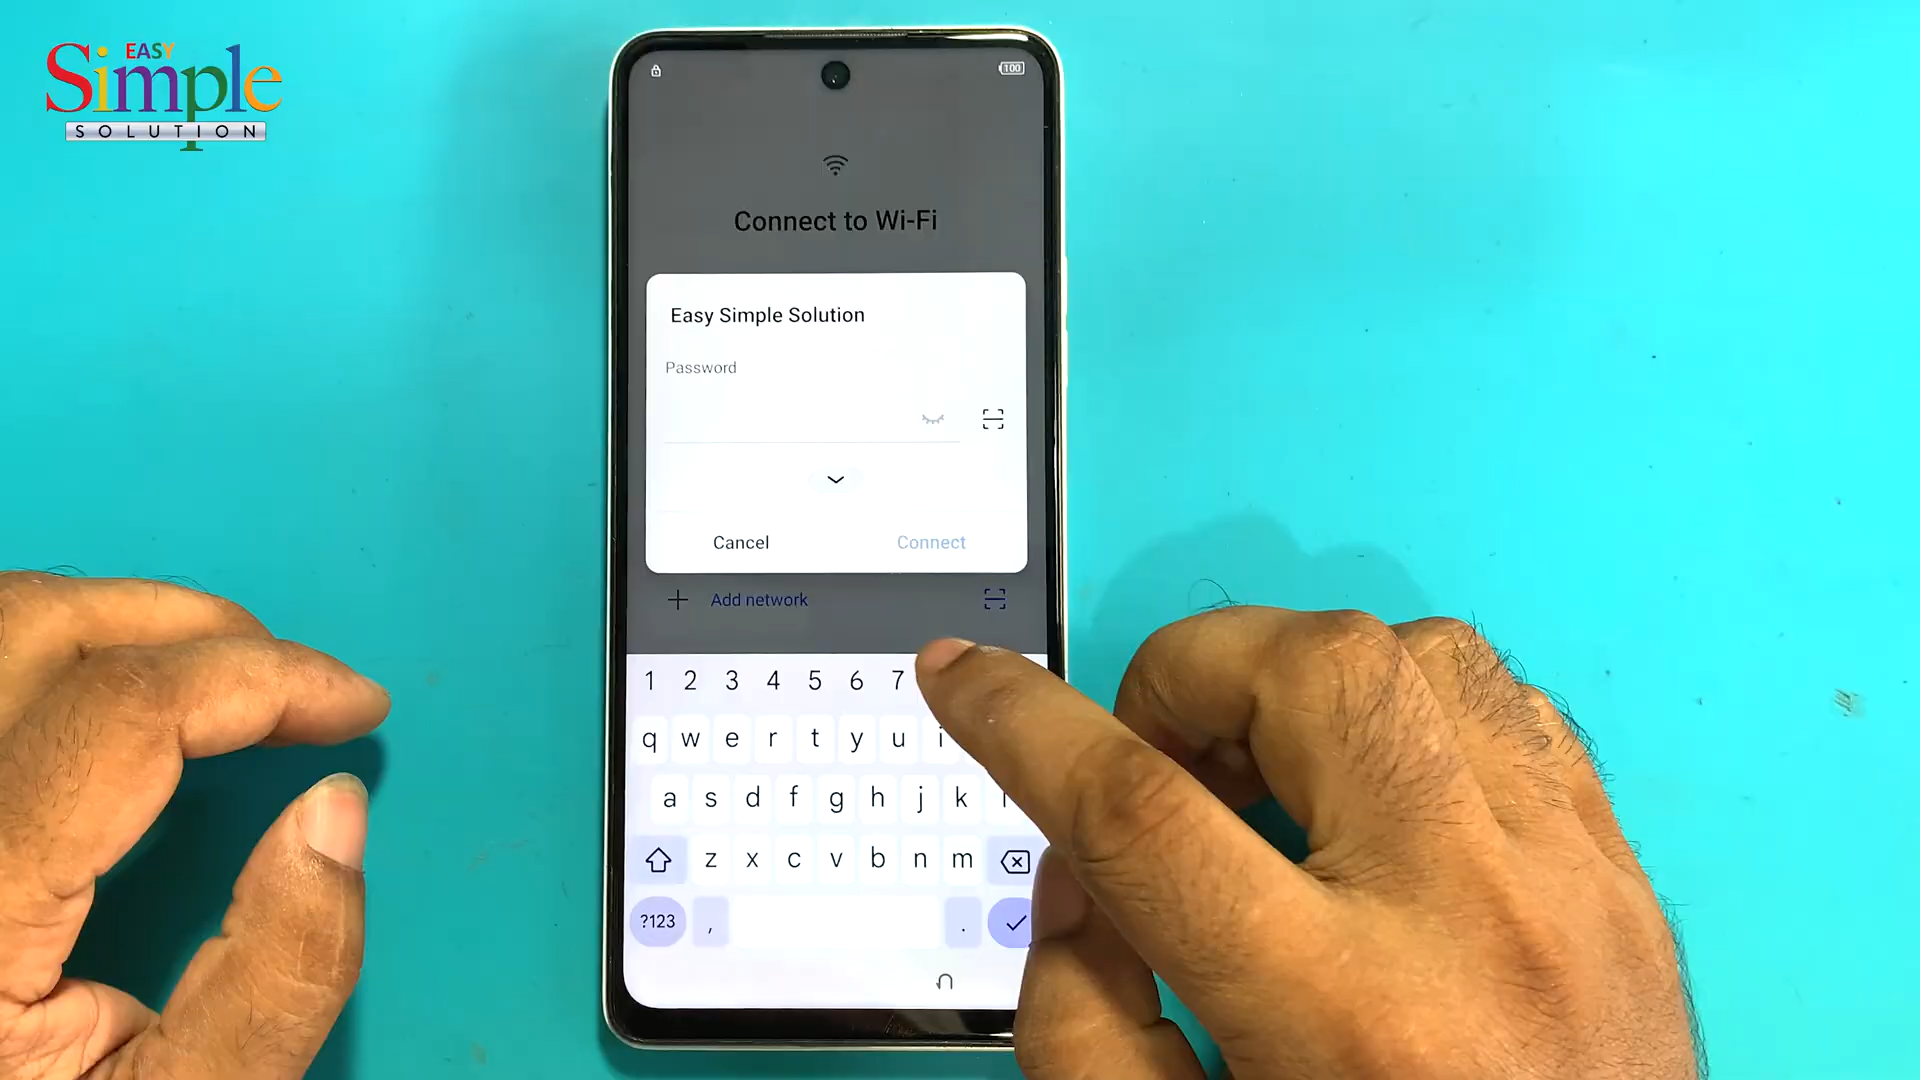 EASY
Simple
SOLUTION
100
Connect to Wi-Fi
Easy Simple Solution
Password
Cancel
Connect
Add network
1 2 3 4 5 6 7
q w e r t y u i
a s d f g h j k
z x c v b n m
?123 , .